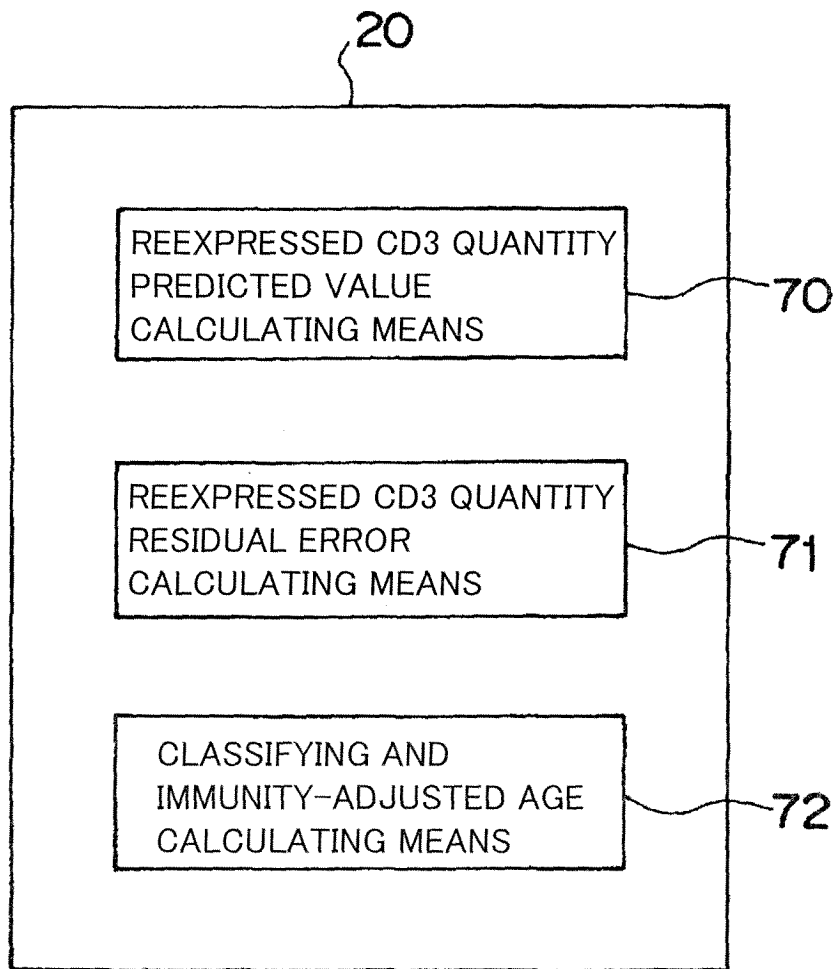 20
REEXPRESSED CD3 QUANTITY
PREDICTED VALUE
CALCULATING MEANS
70
REEXPRESSED CD3 QUANTITY
RESIDUAL ERROR
CALCULATING MEANS
71
CLASSIFYING AND
IMMUNITY-ADJUSTED AGE
CALCULATING MEANS
72